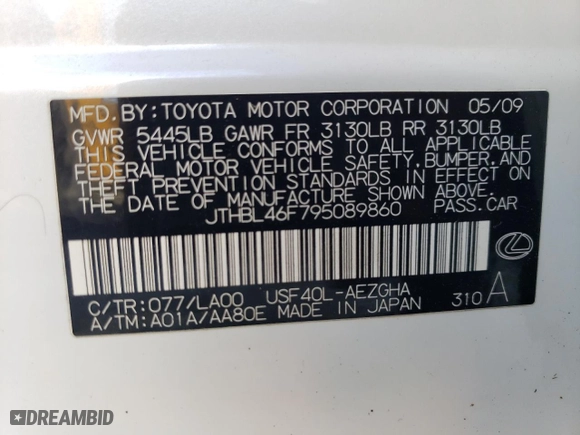 MFD. BY: TOYOTA MOTOR CORPORATION 05/09
GVWR 5445LB GAWR FR 3130LB RR 3130LB
THIS VEHICLE CONFORMS TO ALL APPLICABLE
FEDERAL MOTOR VEHICLE SAFETY, BUMPER, AND
THEFT PREVENTION STANDARDS IN EFFECT
ON THE DATE OF MANUFACTURE SHOWN ABOVE.
JTHBL46F795089860 PASS. CAR
C/TR: 077/LA00 USF40L-AEZGHA
A/TM: A01A/AA80E MADE IN JAPAN 310 A
DREAMBID